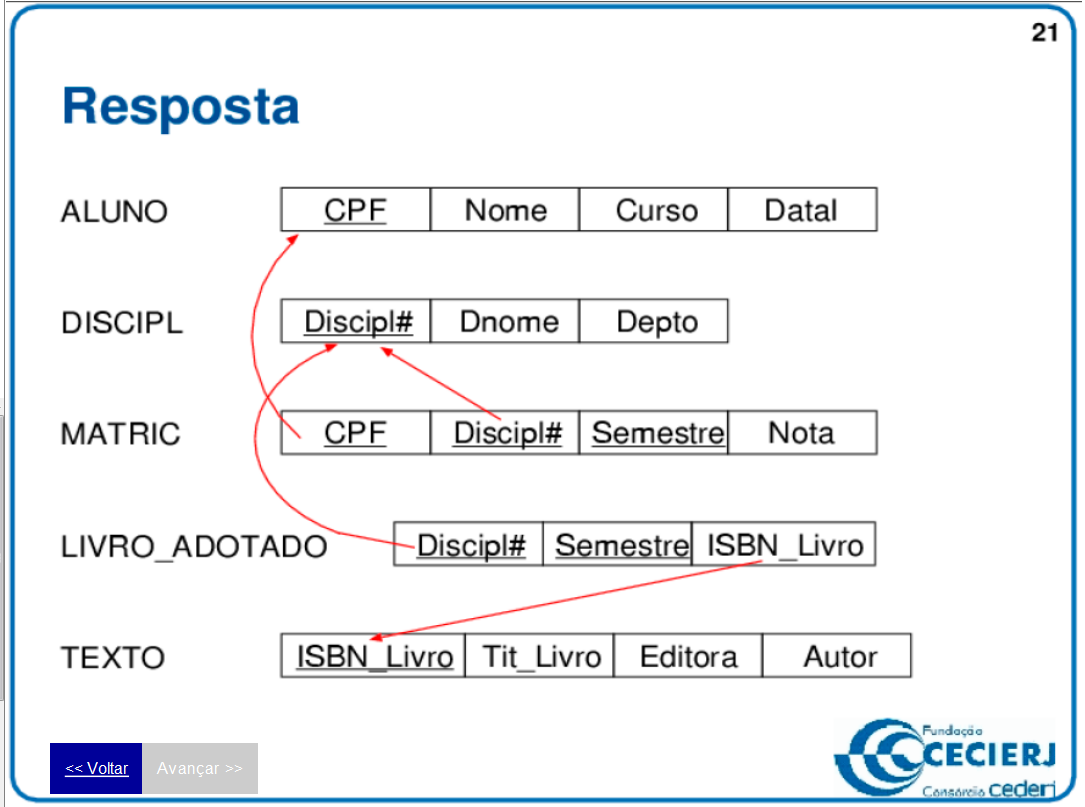 21
Resposta
ALUNO CPF Nome Curso DataI
DISCIPL Discipl# Dnome Depto
MATRIC CPF Discipl# Semestre Nota
LIVRO_ADOTADO Discipl# Semestre ISBN_Livro
TEXTO ISBN_Livro Tit_Livro Editora Autor
<< Voltar Avançar >>
Fundação
CECIERJ
Consórcio cederj